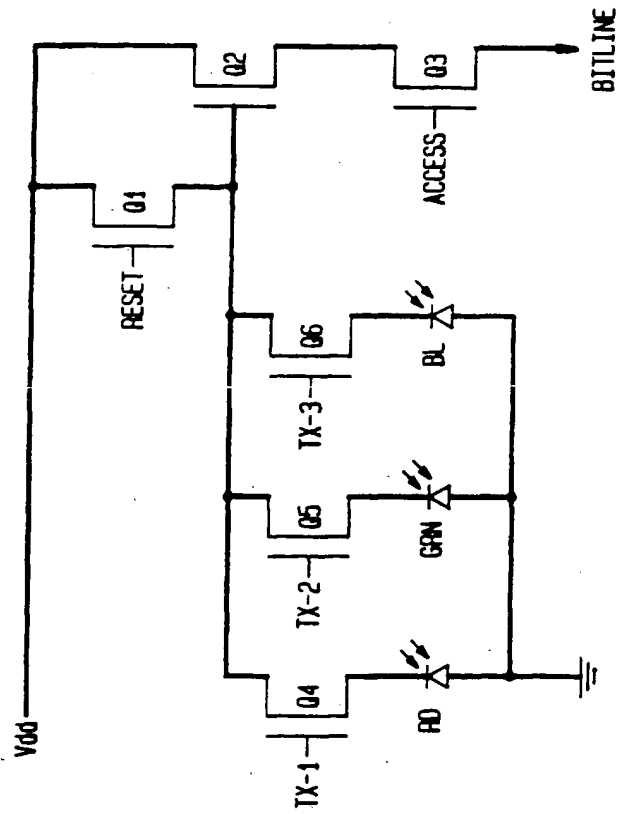 Vdd
RESET
Q1
Q2
TX-1
Q4
TX-2
Q5
TX-3
Q6
RD
GRN
BL
ACCESS
Q3
BITLINE